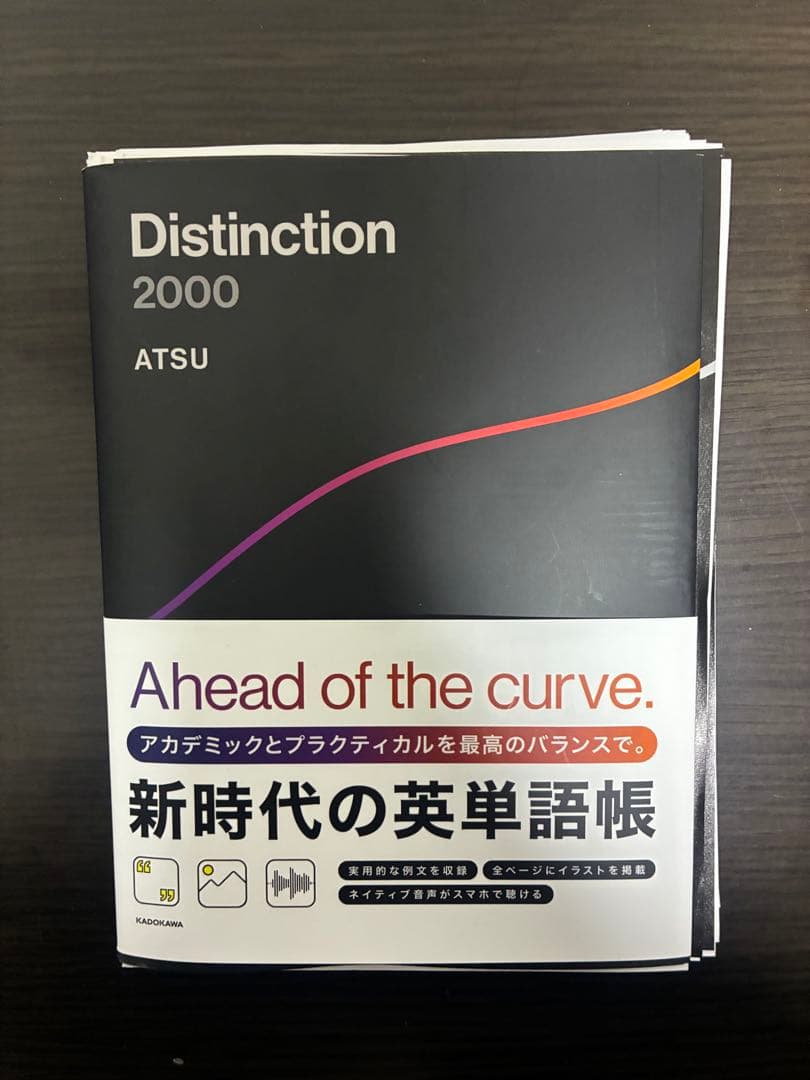 Distinction
2000
ATSU
Ahead of the curve.
アカデミックとプラクティカルを最高のバランスで。
新時代の英単語帳
実用的な例文を収録 全ページにイラストを掲載
ネイティブ音声がスマホで聴ける
KADOKAWA